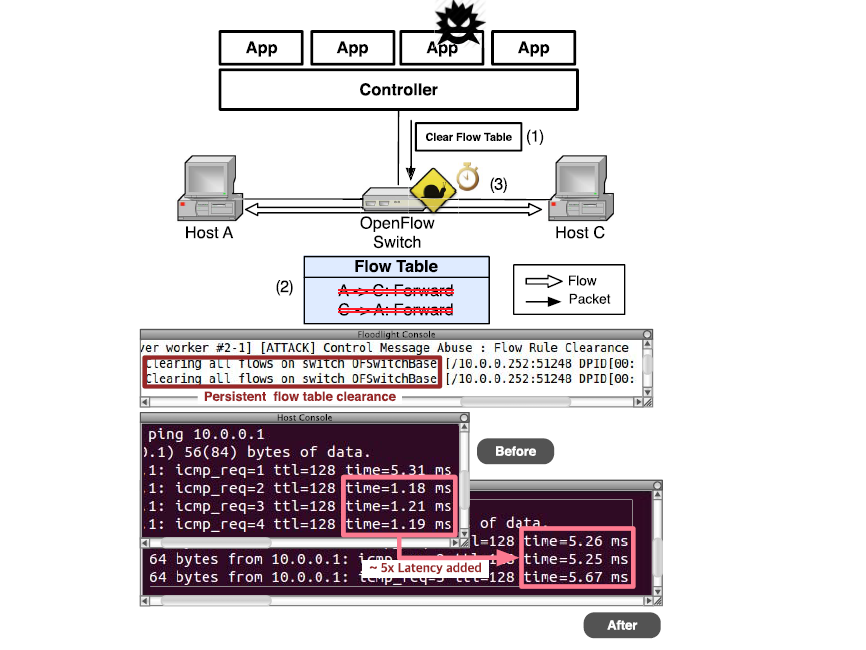 App App App App
Controller
Clear Flow Table (1)
(3)
Host A
OpenFlow
Switch
Host C
(2)
Flow Table
A -> C: Forward
C -> A: Forward
Flow
Packet
Floodlight Console
ver worker #2-1] [ATTACK] Control Message Abuse : Flow Rule Clearance
Clearing all flows on switch OFSwitchBase [/10.0.0.252:51248 DPID[00:
Clearing all flows on switch OFSwitchBase [/10.0.0.252:51248 DPID[00:
Persistent flow table clearance
Host Console
ping 10.0.0.1
0.1) 56(84) bytes of data.
.1: icmp_req=1 ttl=128 time=5.31 ms
.1: icmp_req=2 ttl=128 time=1.18 ms
.1: icmp_req=3 ttl=128 time=1.21 ms
.1: icmp_req=4 ttl=128 time=1.19 ms
Before
of data.
l=128 time=5.26 ms
64 bytes from 10.0.0.1: ttl=128 time=5.25 ms
~ 5x Latency added
64 bytes from 10.0.0.1: ttl=128 time=5.67 ms
After